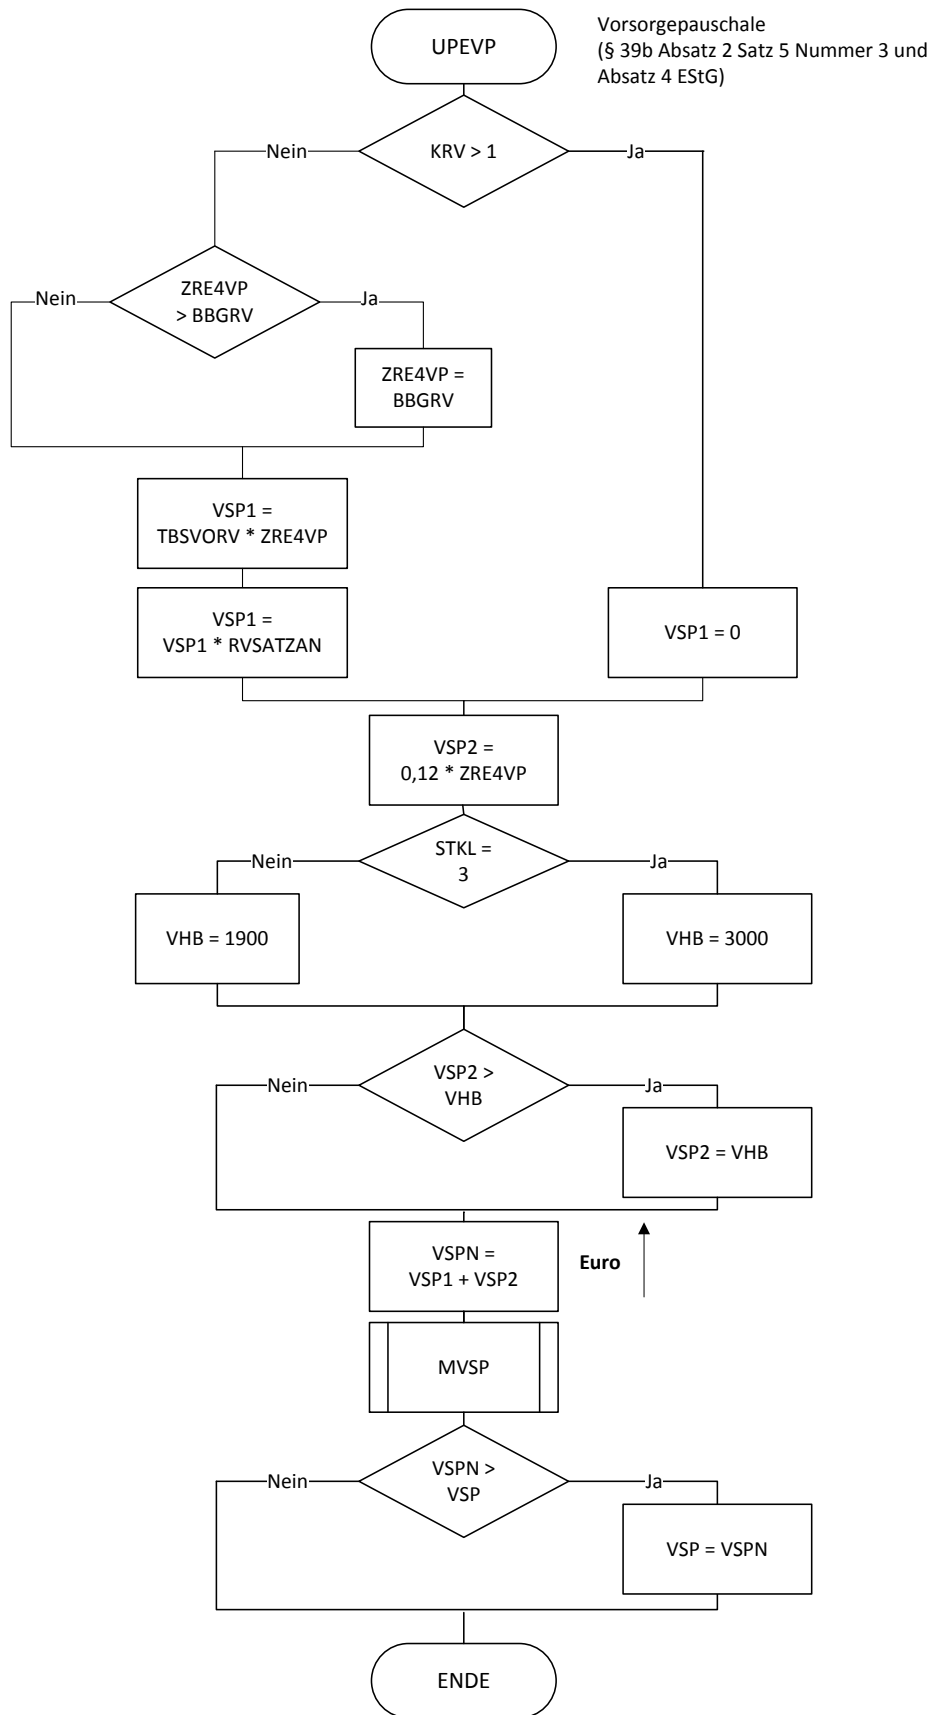 UPEVP
Vorsorgepauschale
(§ 39b Absatz 2 Satz 5 Nummer 3 und
Absatz 4 EStG)
KRV > 1
Nein
Ja
ZRE4VP
> BBGRV
Nein
Ja
ZRE4VP =
BBGRV
VSP1 =
TBSVORV * ZRE4VP
VSP1 =
VSP1 * RVSATZAN
VSP1 = 0
VSP2 =
0,12 * ZRE4VP
STKL =
3
Nein
Ja
VHB = 1900
VHB = 3000
VSP2 >
VHB
Nein
Ja
VSP2 = VHB
VSPN =
VSP1 + VSP2
Euro
MVSP
VSPN >
VSP
Nein
Ja
VSP = VSPN
ENDE